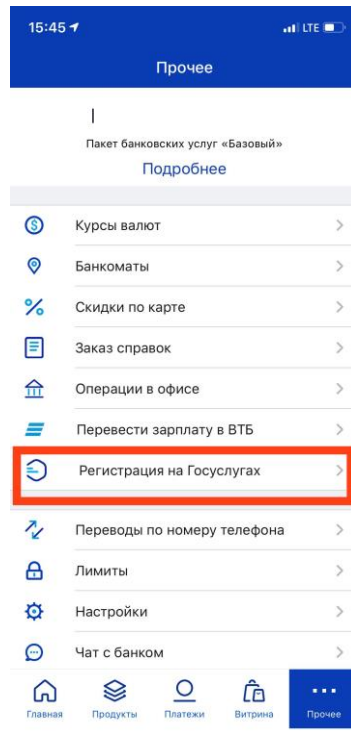 15:45 LTE
Прочее
Пакет банковских услуг «Базовый»
Подробнее
Курсы валют
Банкоматы
Скидки по карте
Заказ справок
Операции в офисе
Перевести зарплату в ВТБ
Регистрация на Госуслугах
Переводы по номеру телефона
Лимиты
Настройки
Чат с банком
Главная Продукты Платежи Витрина Прочее